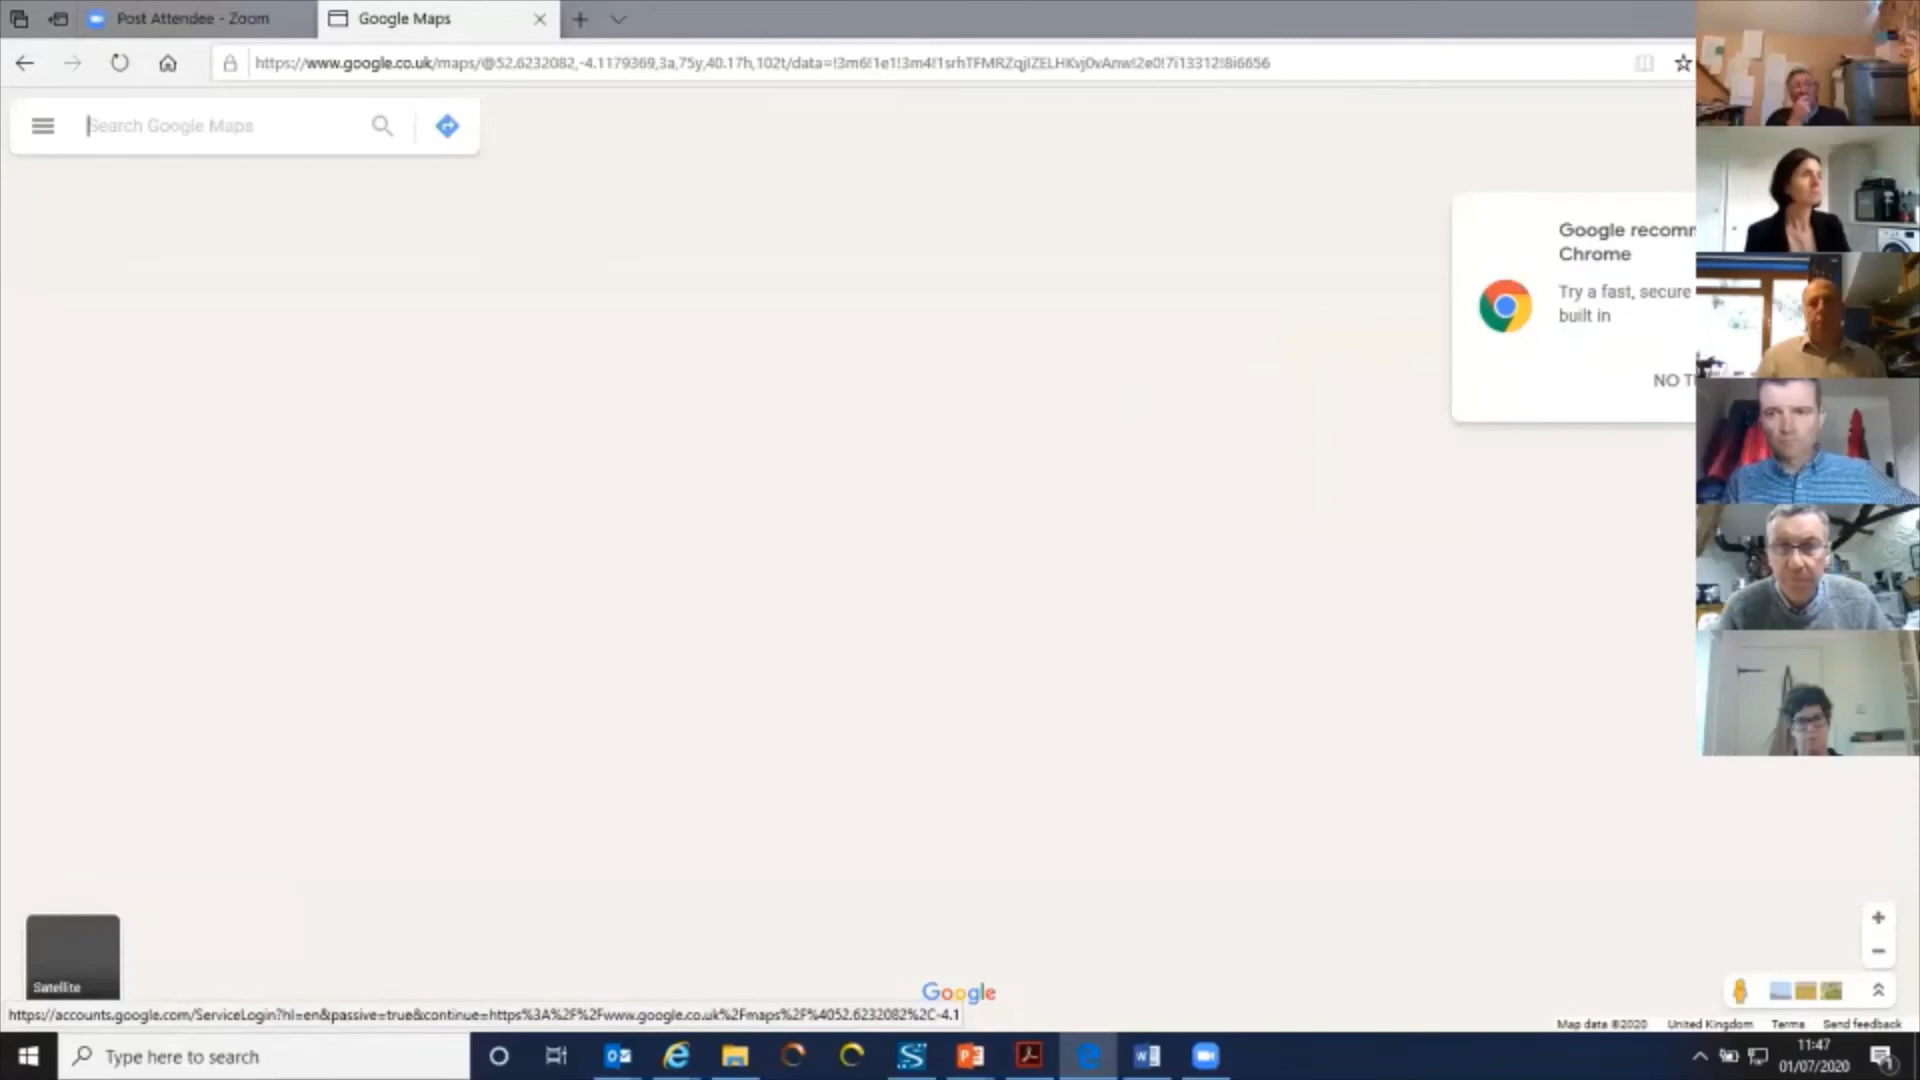 Post Attendee - Zoom
Google Maps
https://www.google.co.uk/maps/@52.6232082,-4.1179369,3a,75y,40.17h,102t/data=!3m6!1e1!3m4!1srhTFMRZqjIZELHKvj0vAnw!2e0!7i13312!8i6656
Search Google Maps
Google recomm
Chrome
Try a fast, secure
built in
NO T
Satellite
Google
https://accounts.google.com/ServiceLogin?hl=en&passive=true&continue=https%3A%2F%2Fwww.google.co.uk%2Fmaps%2F%4052.6232082%2C-4.1
Map data ©2020 United Kingdom Terms Send feedback
Type here to search
11:47
01/07/2020